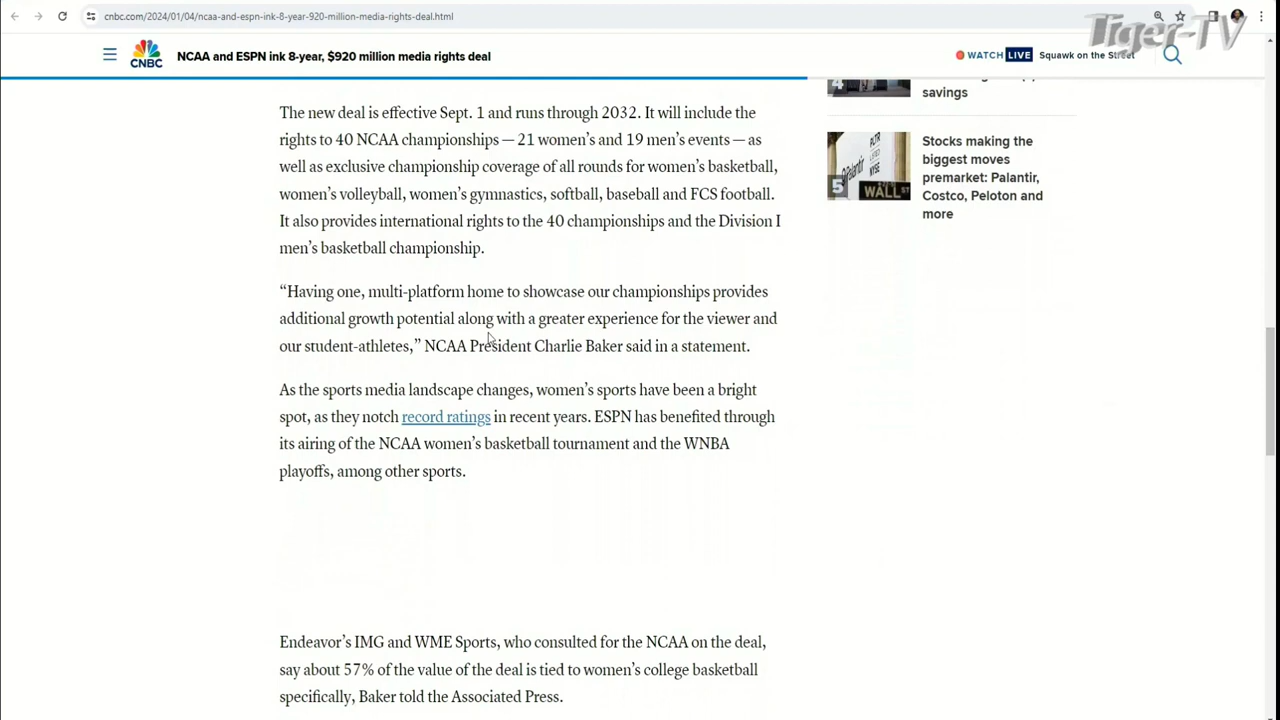 cnbc.com/2024/01/04/ncaa-and-espn-ink-8-year-920-million-media-rights-deal.html
Tiger-TV
CNBC
NCAA and ESPN ink 8-year, $920 million media rights deal
WATCH LIVE Squawk on the Street
The new deal is effective Sept. 1 and runs through 2032. It will include the
rights to 40 NCAA championships — 21 women’s and 19 men’s events — as
well as exclusive championship coverage of all rounds for women’s basketball,
women’s volleyball, women’s gymnastics, softball, baseball and FCS football.
It also provides international rights to the 40 championships and the Division I
men’s basketball championship.
“Having one, multi-platform home to showcase our championships provides
additional growth potential along with a greater experience for the viewer and
our student-athletes,” NCAA President Charlie Baker said in a statement.
As the sports media landscape changes, women’s sports have been a bright
spot, as they notch record ratings in recent years. ESPN has benefited through
its airing of the NCAA women’s basketball tournament and the WNBA
playoffs, among other sports.
Endeavor’s IMG and WME Sports, who consulted for the NCAA on the deal,
say about 57% of the value of the deal is tied to women’s college basketball
specifically, Baker told the Associated Press.
4
savings
5
PLTR
NYSE
Palantir
WALL ST
Stocks making the
biggest moves
premarket: Palantir,
Costco, Peloton and
more